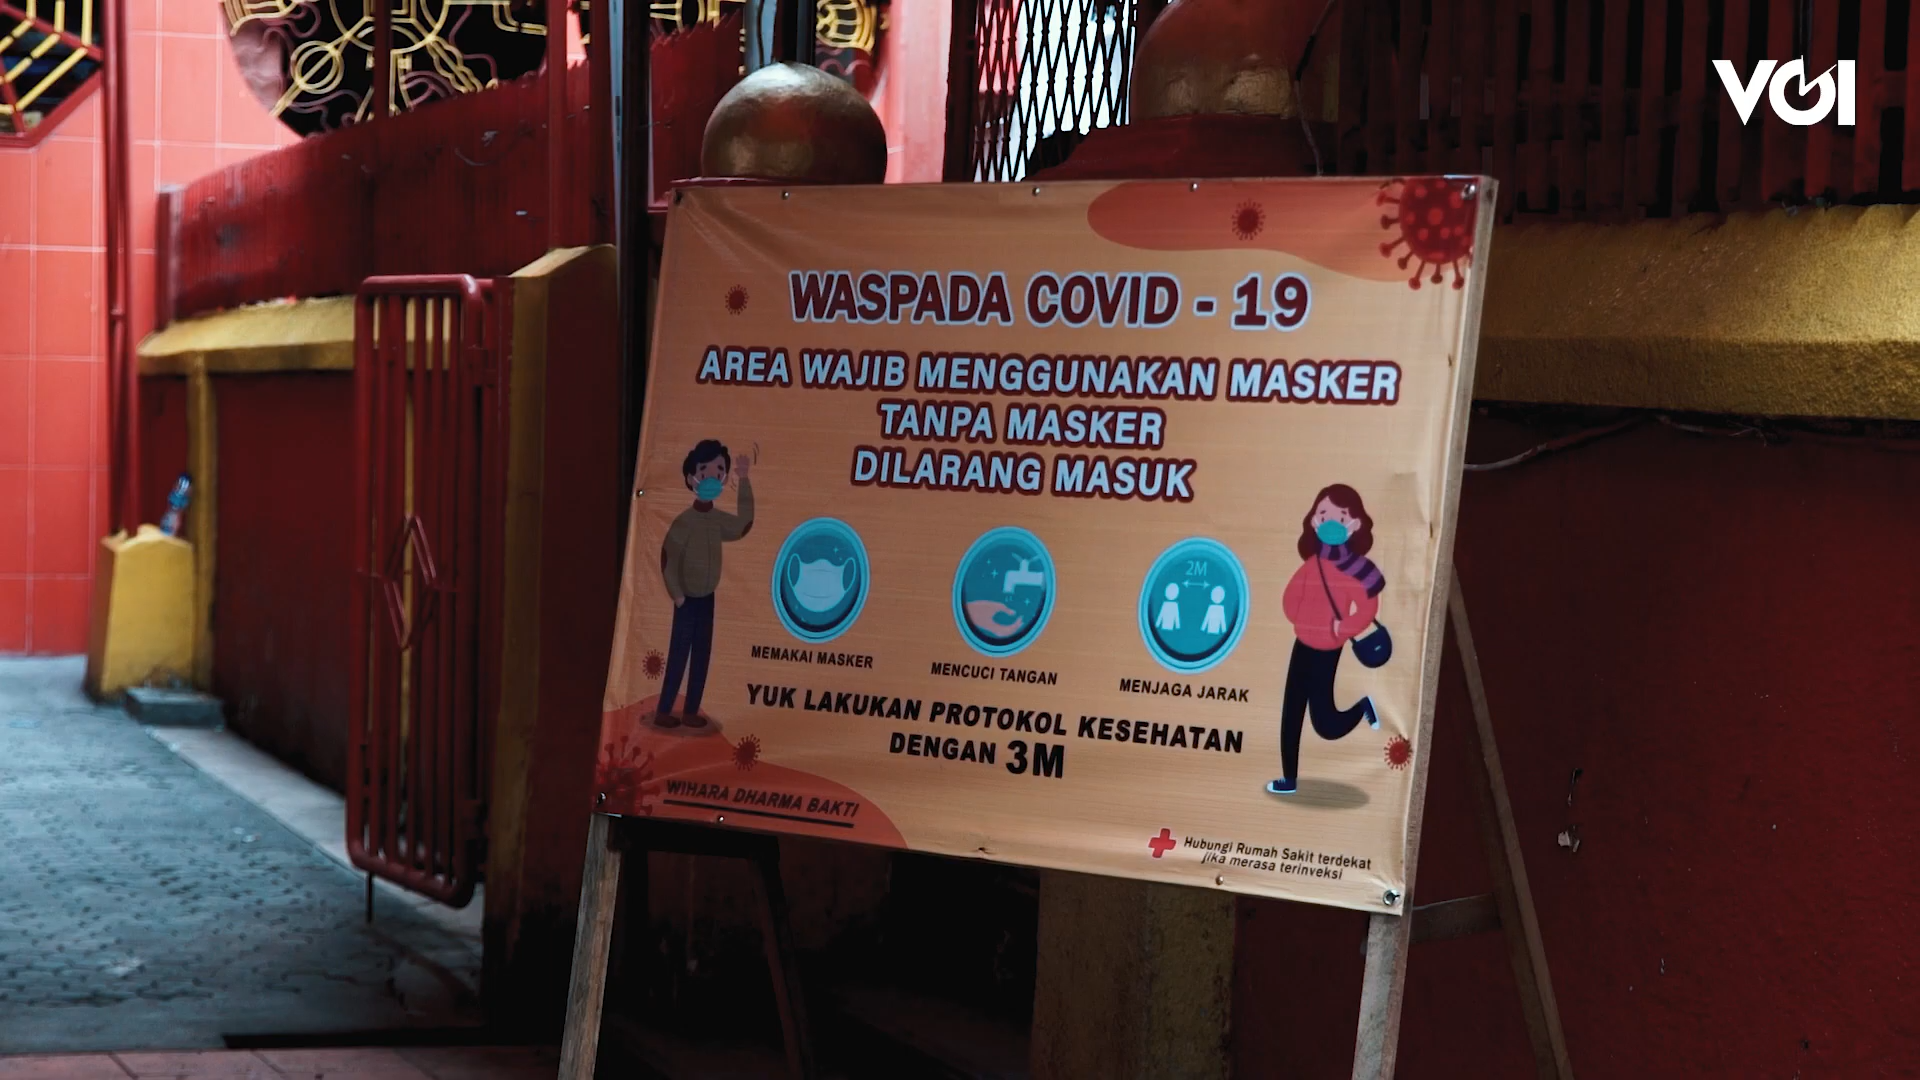 VOI
WASPADA COVID - 19
AREA WAJIB MENGGUNAKAN MASKER
TANPA MASKER
DILARANG MASUK
2M
MEMAKAI MASKER
MENCUCI TANGAN
MENJAGA JARAK
YUK LAKUKAN PROTOKOL KESEHATAN
DENGAN 3M
WIHARA DHARMA BAKTI
Hubungi Rumah Sakit terdekat
jika merasa terinveksi